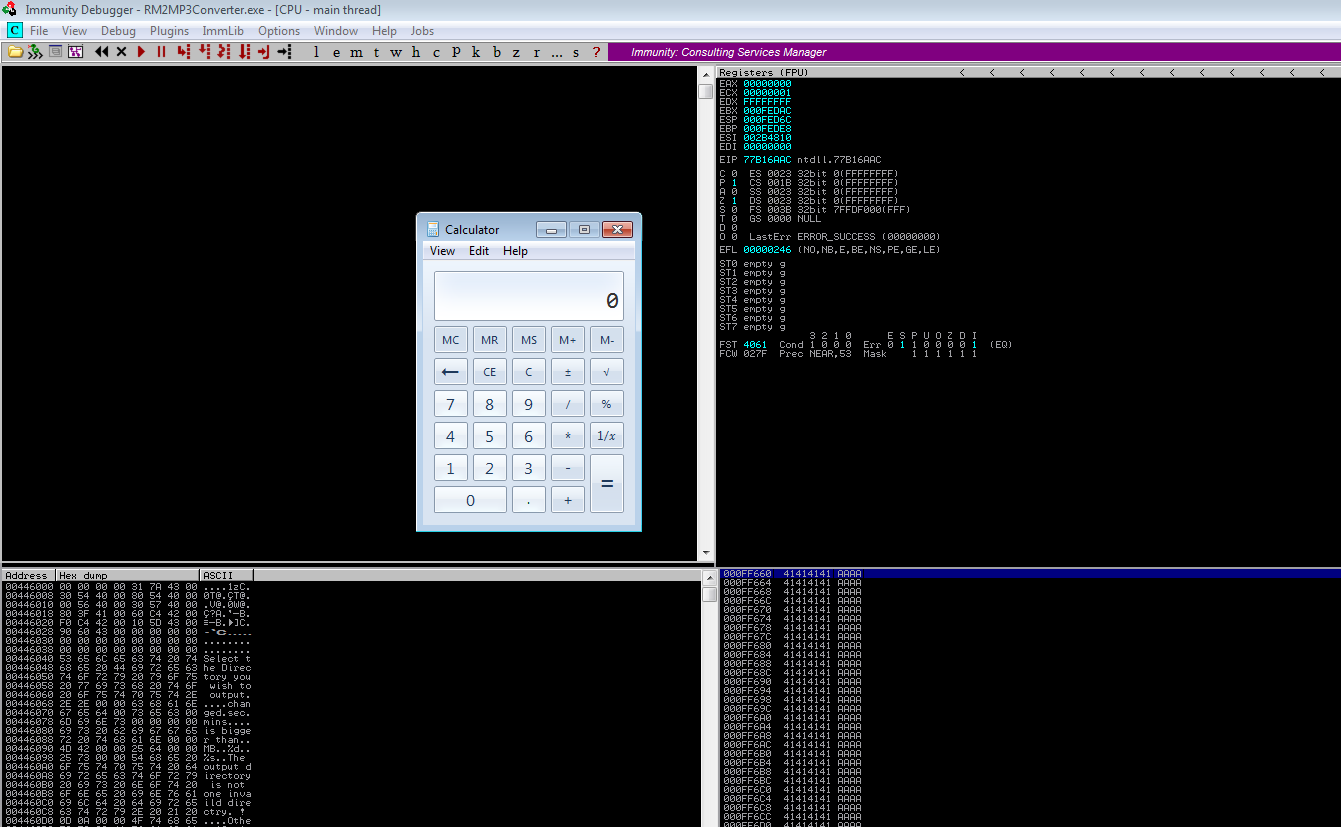 Immunity Debugger - RM2MP3Converter.exe - [CPU - main thread]
C File View Debug Plugins ImmLib Options Window Help Jobs
l e m t w h c P k b z r ... s ? Immunity: Consulting Services Manager
Registers (FPU) < < < < < < < < < < < < <
EAX 00000000
ECX 00000001
EDX FFFFFFFF
EBX 000FEDAC
ESP 000FED6C
EBP 000FEDE8
ESI 002B4810
EDI 00000000
EIP 77B16AAC ntdll.77B16AAC
C 0 ES 0023 32bit 0(FFFFFFFF)
P 1 CS 001B 32bit 0(FFFFFFFF)
A 0 SS 0023 32bit 0(FFFFFFFF)
Z 1 DS 0023 32bit 0(FFFFFFFF)
S 0 FS 003B 32bit 7FFDF000(FFF)
T 0 GS 0000 NULL
D 0
O 0 LastErr ERROR_SUCCESS (00000000)
EFL 00000246 (NO,NB,E,BE,NS,PE,GE,LE)
ST0 empty g
ST1 empty g
ST2 empty g
ST3 empty g
ST4 empty g
ST5 empty g
ST6 empty g
ST7 empty g
3 2 1 0 E S P U O Z D I
FST 4061 Cond 1 0 0 0 Err 0 1 1 0 0 0 0 1 (EQ)
FCW 027F Prec NEAR,53 Mask 1 1 1 1 1 1
Calculator
View Edit Help
0
MC MR MS M+ M-
← CE C ± √
7 8 9 / %
4 5 6 * 1/x
1 2 3 - =
0 . +
Address Hex dump ASCII
00446000 00 00 00 00 31 7A 43 00 ....1zC.
00446008 30 54 40 00 80 54 40 00 0T@.ÇT@.
00446010 00 56 40 00 30 57 40 00 .V@.0W@.
00446018 80 3F 41 00 60 C4 42 00 Ç?A.`─B.
00446020 F0 C4 42 00 10 5D 43 00 ≡─B.►]C.
00446028 90 60 43 00 00 00 00 00
00446030 00 00 00 00 00 00 00 00 ........
00446038 00 00 00 00 00 00 00 00 ........
00446040 53 65 6C 65 63 74 20 74 Select t
00446048 68 65 20 44 69 72 65 63 he Direc
00446050 74 6F 72 79 20 79 6F 75 tory you
00446058 20 77 69 73 68 20 74 6F wish to
00446060 20 6F 75 74 70 75 74 2E output.
00446068 2E 2E 00 00 63 68 61 6E ....chan
00446070 67 65 64 00 73 65 63 00 ged.sec.
00446078 6D 69 6E 73 00 00 00 00 mins....
00446080 69 73 20 62 69 67 67 65 is bigge
00446088 72 20 74 68 61 6E 00 00 r than..
00446090 4D 42 00 00 25 64 00 00 MB..%d..
00446098 25 73 00 00 54 68 65 20 %s..The
004460A0 6F 75 74 70 75 74 20 64 output d
004460A8 69 72 65 63 74 6F 72 79 irectory
004460B0 20 69 73 20 6E 6F 74 20 is not
004460B8 6F 6E 65 20 69 6E 76 61 one inva
004460C0 69 6C 64 20 64 69 72 65 ild dire
004460C8 63 74 72 79 2E 20 21 20 ctry. !
004460D0 0D 0A 00 00 4F 74 68 65 ....Othe
000FF660 41414141 AAAA
000FF664 41414141 AAAA
000FF668 41414141 AAAA
000FF66C 41414141 AAAA
000FF670 41414141 AAAA
000FF674 41414141 AAAA
000FF678 41414141 AAAA
000FF67C 41414141 AAAA
000FF680 41414141 AAAA
000FF684 41414141 AAAA
000FF688 41414141 AAAA
000FF68C 41414141 AAAA
000FF690 41414141 AAAA
000FF694 41414141 AAAA
000FF698 41414141 AAAA
000FF69C 41414141 AAAA
000FF6A0 41414141 AAAA
000FF6A4 41414141 AAAA
000FF6A8 41414141 AAAA
000FF6AC 41414141 AAAA
000FF6B0 41414141 AAAA
000FF6B4 41414141 AAAA
000FF6B8 41414141 AAAA
000FF6BC 41414141 AAAA
000FF6C0 41414141 AAAA
000FF6C4 41414141 AAAA
000FF6C8 41414141 AAAA
000FF6CC 41414141 AAAA
000FF6D0 41414141 AAAA